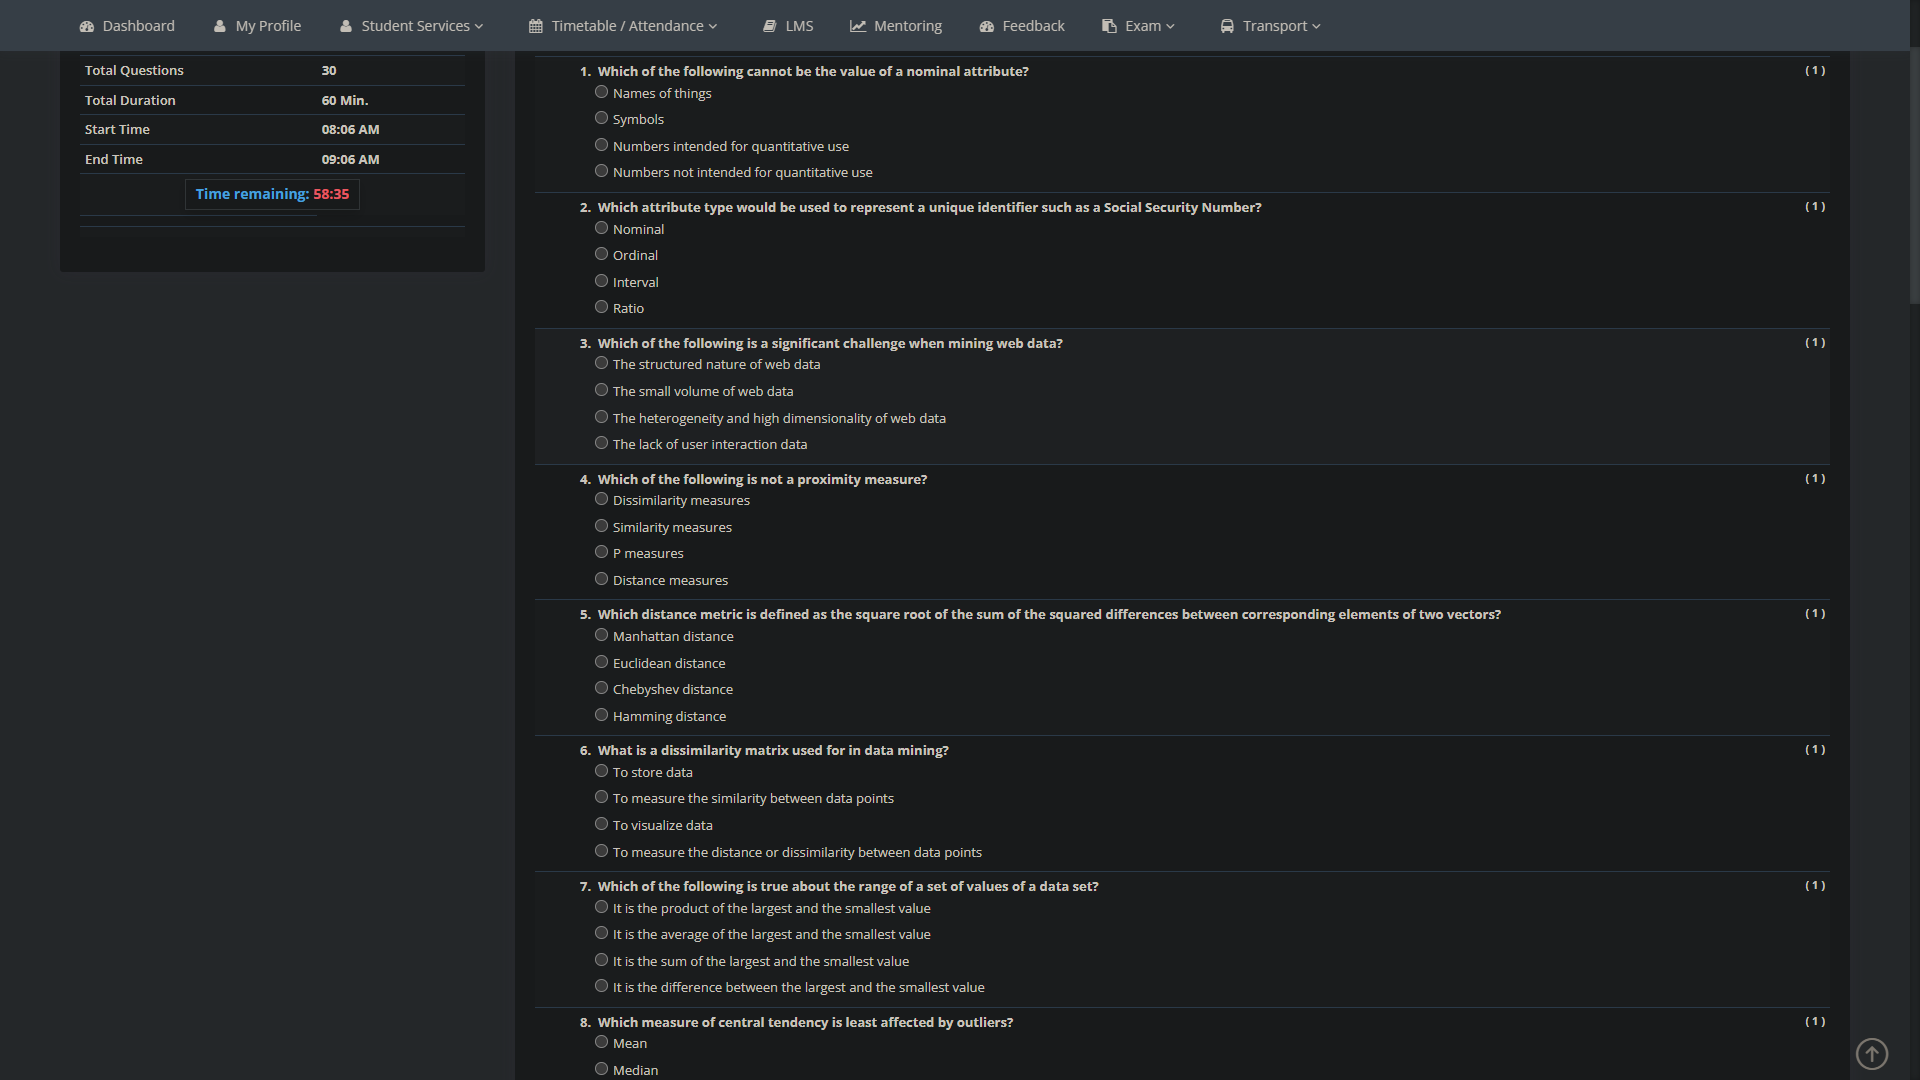 Dashboard My Profile Student Services Timetable / Attendance LMS Mentoring Feedback Exam Transport
Total Questions 30
Total Duration 60 Min.
Start Time 08:06 AM
End Time 09:06 AM
Time remaining: 58:35
1. Which of the following cannot be the value of a nominal attribute? ( 1 )
Names of things
Symbols
Numbers intended for quantitative use
Numbers not intended for quantitative use
2. Which attribute type would be used to represent a unique identifier such as a Social Security Number? ( 1 )
Nominal
Ordinal
Interval
Ratio
3. Which of the following is a significant challenge when mining web data? ( 1 )
The structured nature of web data
The small volume of web data
The heterogeneity and high dimensionality of web data
The lack of user interaction data
4. Which of the following is not a proximity measure? ( 1 )
Dissimilarity measures
Similarity measures
P measures
Distance measures
5. Which distance metric is defined as the square root of the sum of the squared differences between corresponding elements of two vectors? ( 1 )
Manhattan distance
Euclidean distance
Chebyshev distance
Hamming distance
6. What is a dissimilarity matrix used for in data mining? ( 1 )
To store data
To measure the similarity between data points
To visualize data
To measure the distance or dissimilarity between data points
7. Which of the following is true about the range of a set of values of a data set? ( 1 )
It is the product of the largest and the smallest value
It is the average of the largest and the smallest value
It is the sum of the largest and the smallest value
It is the difference between the largest and the smallest value
8. Which measure of central tendency is least affected by outliers? ( 1 )
Mean
Median